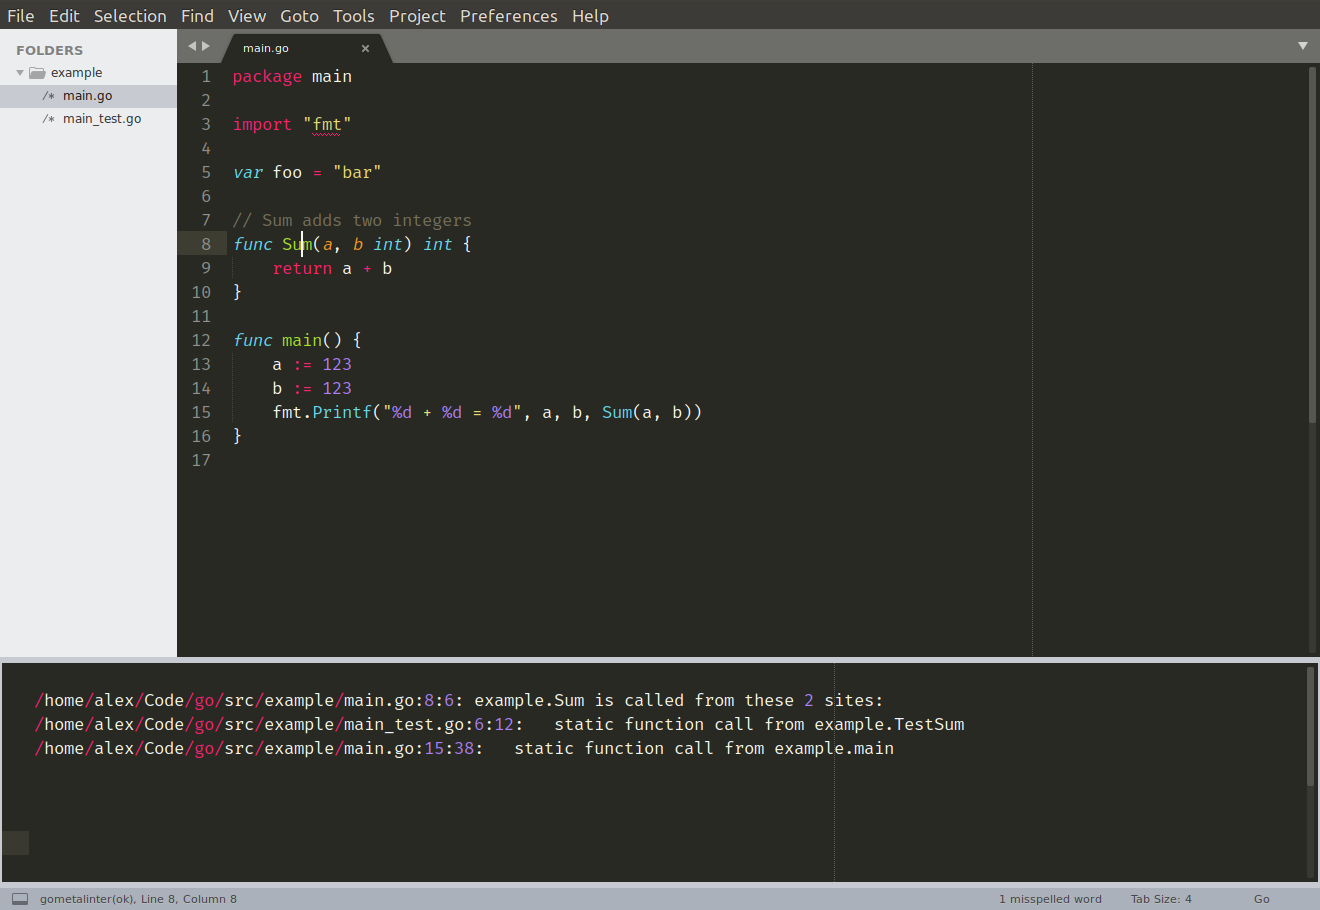 File Edit Selection Find View Goto Tools Project Preferences Help
FOLDERS
example
/* main.go
/* main_test.go
main.go ×
1 package main
2
3 import "fmt"
4
5 var foo = "bar"
6
7 // Sum adds two integers
8 func Sum(a, b int) int {
9     return a + b
10 }
11
12 func main() {
13     a := 123
14     b := 123
15     fmt.Printf("%d + %d = %d", a, b, Sum(a, b))
16 }
17
/home/alex/Code/go/src/example/main.go:8:6: example.Sum is called from these 2 sites:
/home/alex/Code/go/src/example/main_test.go:6:12:   static function call from example.TestSum
/home/alex/Code/go/src/example/main.go:15:38:   static function call from example.main
gometalinter(ok), Line 8, Column 8 1 misspelled word Tab Size: 4 Go